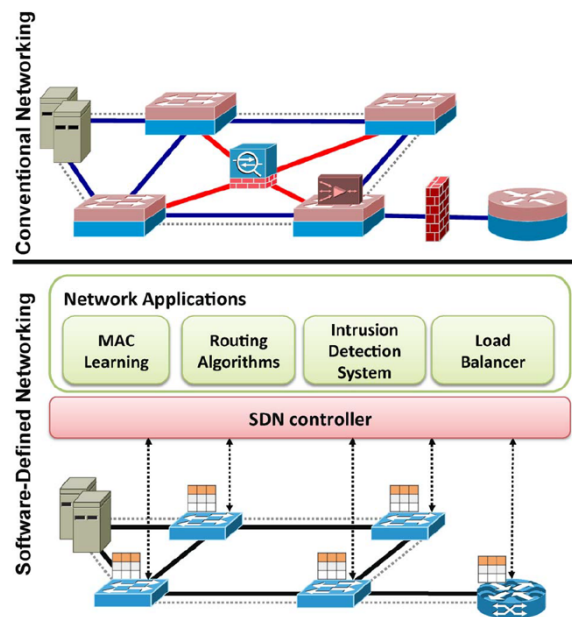 Conventional Networking
Software-Defined Networking
Network Applications
MAC
Learning
Routing
Algorithms
Intrusion
Detection
System
Load
Balancer
SDN controller